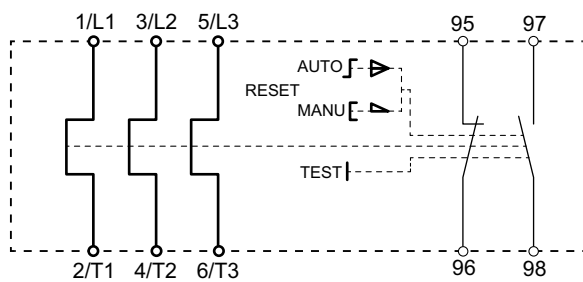 1/L1 3/L2 5/L3 95 97
AUTO
RESET
MANU
TEST
2/T1 4/T2 6/T3 96 98